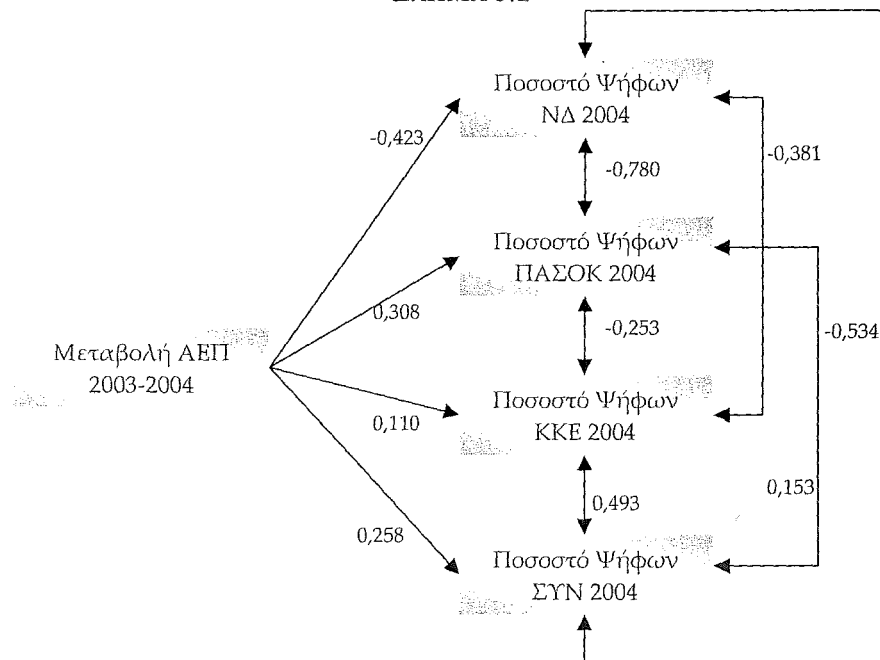 Ποσοστό Ψήφων
ΝΔ 2004
-0,423
-0,381
-0,780
Ποσοστό Ψήφων
ΠΑΣΟΚ 2004
0,308
-0,253
-0,534
Μεταβολή ΑΕΠ
2003-2004
Ποσοστό Ψήφων
ΚΚΕ 2004
0,110
0,493
0,153
0,258
Ποσοστό Ψήφων
ΣΥΝ 2004